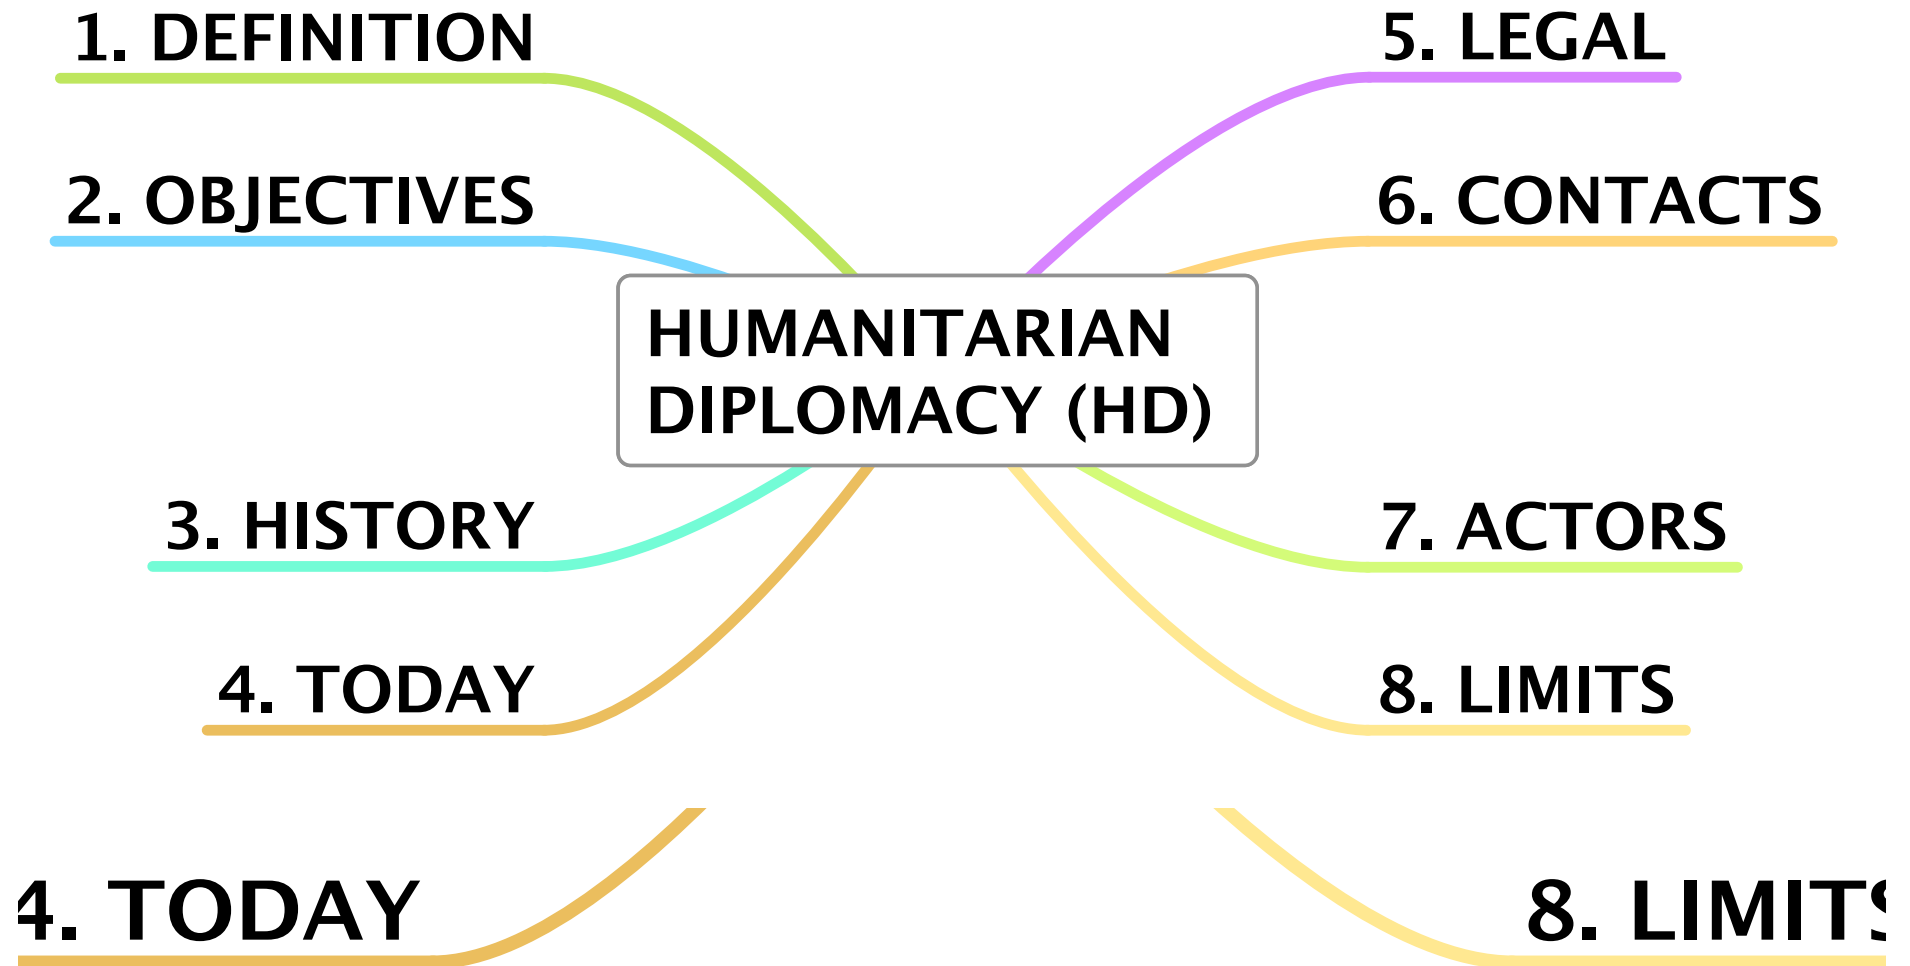 1. DEFINITION
2. OBJECTIVES
3. HISTORY
4. TODAY
HUMANITARIAN
DIPLOMACY (HD)
5. LEGAL
6. CONTACTS
7. ACTORS
8. LIMITS
4. TODAY
8. LIMITS